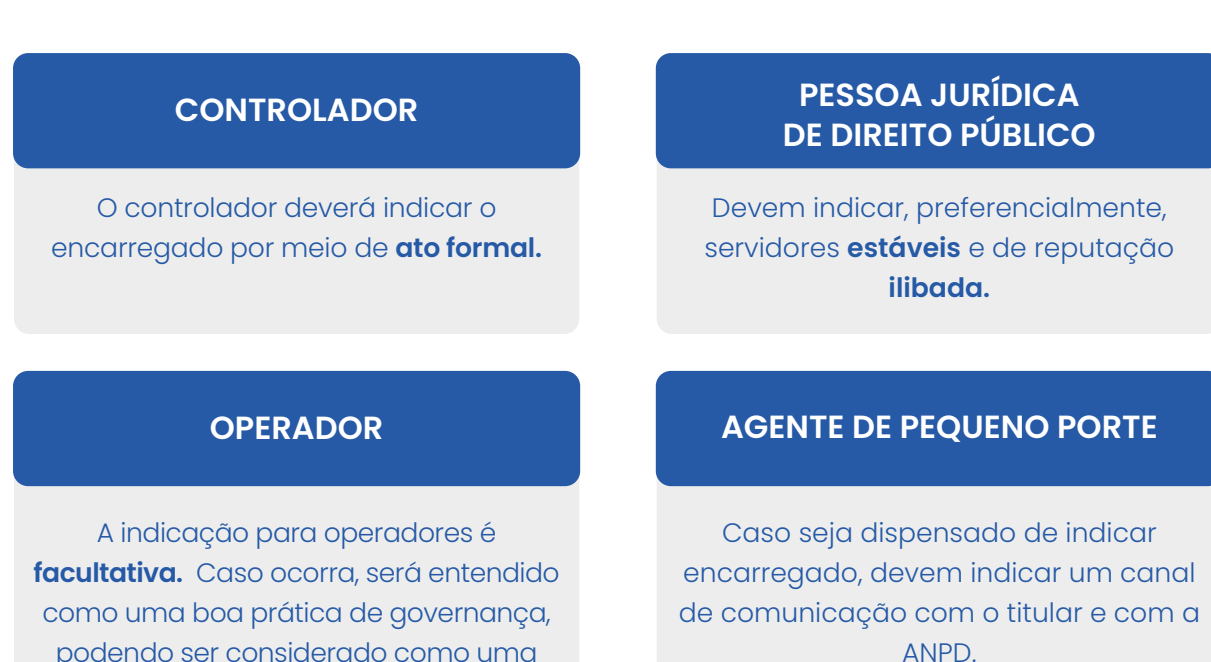 CONTROLADOR
O controlador deverá indicar o
encarregado por meio de ato formal.
PESSOA JURÍDICA
DE DIREITO PÚBLICO
Devem indicar, preferencialmente,
servidores estáveis e de reputação
ilibada.
OPERADOR
A indicação para operadores é
facultativa. Caso ocorra, será entendido
como uma boa prática de governança,
podendo ser considerado como uma
AGENTE DE PEQUENO PORTE
Caso seja dispensado de indicar
encarregado, devem indicar um canal
de comunicação com o titular e com a
ANPD.